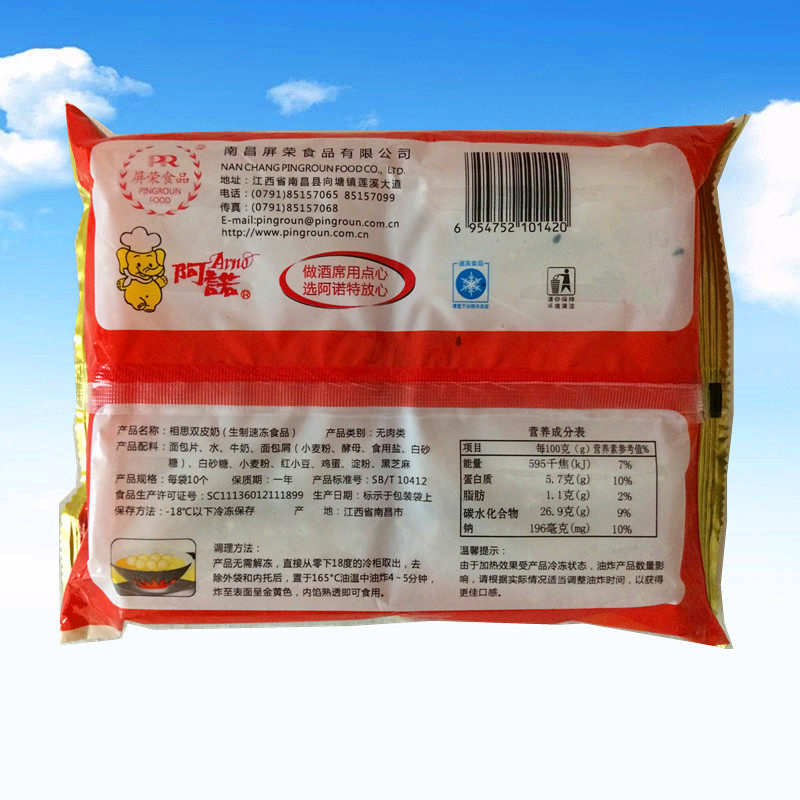 PR
屏荣食品
PINGROUN
FOOD
®
南昌屏荣食品有限公司
NAN CHANG PINGROUN FOOD CO., LTD.
地址:江西省南昌县向塘镇莲溪大道
电话:(0791)85157065 85157099
传真:(0791)85157068
E-mail:pingroun@pingroun.com.cn
http://www.pingroun.com.cn
6 954752 101420
Arno
阿諾®
做酒席用点心
选阿诺特放心
速冻食品
请你保持
环境清洁
产品名称:相思双皮奶(生制速冻食品) 产品类别:无肉类
产品配料:面包片、水、牛奶、面包屑(小麦粉、酵母、食用盐、白砂
糖)、白砂糖、小麦粉、红小豆、鸡蛋、淀粉、黑芝麻
产品规格:每袋10个 保质期:一年 产品标准号:SB/T 10412
食品生产许可证号:SC11136012111899 生产日期:标示于包装袋上
保存方法:-18℃以下冷冻保存 产 地:江西省南昌市
营养成分表
项目 每100克(g) 营养素参考值%
能量 595千焦(kJ) 7%
蛋白质 5.7克(g) 10%
脂肪 1.1克(g) 2%
碳水化合物 26.9克(g) 9%
钠 196毫克(mg) 10%
调理方法:
产品无需解冻,直接从零下18度的冷柜取出,去
除外袋和内托后,置于165℃油温中油炸4~5分钟,
炸至表面呈金黄色,内馅熟透即可食用。
温馨提示:
由于加热效果受产品冷冻状态,油炸产品数量影
响,请根据实际情况适当调整油炸时间,以获得
更佳口感。